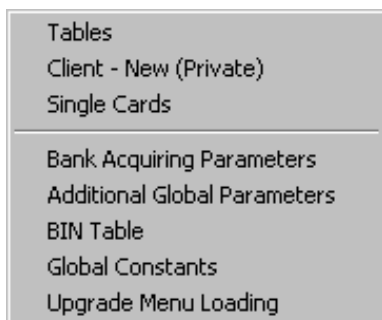 Tables
Client - New (Private)
Single Cards
Bank Acquiring Parameters
Additional Global Parameters
BIN Table
Global Constants
Upgrade Menu Loading